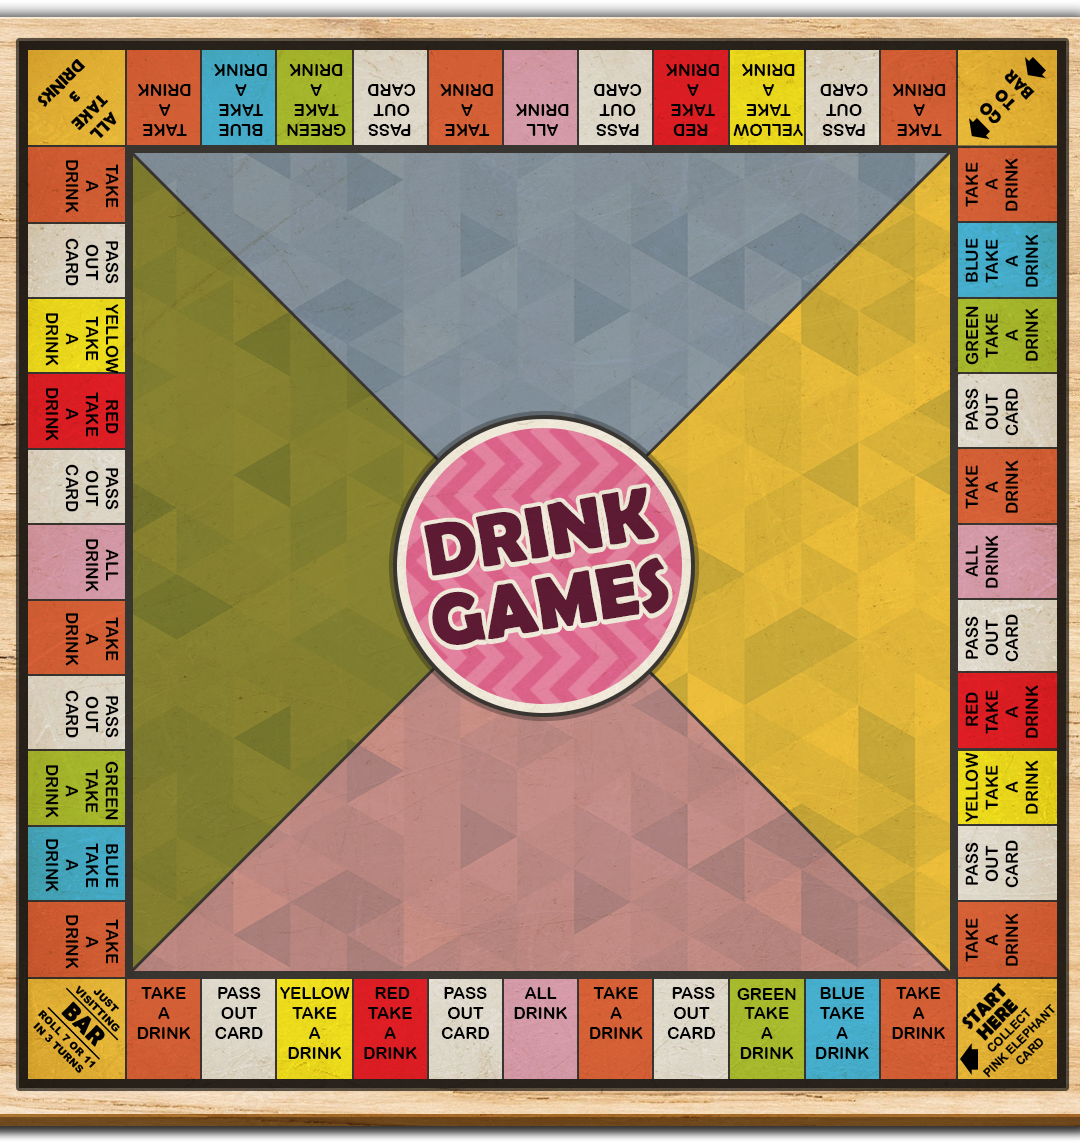 ALL
TAKE
3
DRINKS
TAKE
A
DRINK
BLUE
TAKE
A
DRINK
GREEN
TAKE A
DRINK
PASS
OUT
CARD
TAKE
A
DRINK
ALL
DRINK
PASS
OUT
CARD
RED
TAKE
A
DRINK
YELLOW
TAKE
A
DRINK
PASS
OUT
CARD
TAKE
A
DRINK
GO
TO
BAR
TAKE
A
DRINK
BLUE
TAKE
A
DRINK
GREEN
TAKE
A
DRINK
PASS
OUT
CARD
TAKE
A
DRINK
ALL
DRINK
PASS
OUT
CARD
RED
TAKE
A
DRINK
YELLOW
TAKE
A
DRINK
PASS
OUT
CARD
TAKE
A
DRINK
START
HERE
COLLECT
PINK ELEPHANT
CARD
TAKE
A
DRINK
BLUE
TAKE
A
DRINK
GREEN
TAKE
A
DRINK
PASS
OUT
CARD
TAKE
A
DRINK
ALL
DRINK
PASS
OUT
CARD
RED
TAKE
A
DRINK
YELLOW
TAKE
A
DRINK
PASS
OUT
CARD
TAKE
A
DRINK
JUST
VISITTING
BAR
ROLL 7 OR 11
IN 3 TURNS
TAKE
A
DRINK
BLUE
TAKE
A
DRINK
GREEN
TAKE
A
DRINK
PASS
OUT
CARD
TAKE
A
DRINK
ALL
DRINK
PASS
OUT
CARD
RED
TAKE
A
DRINK
YELLOW
TAKE
A
DRINK
PASS
OUT
CARD
TAKE
A
DRINK
DRINK
GAMES